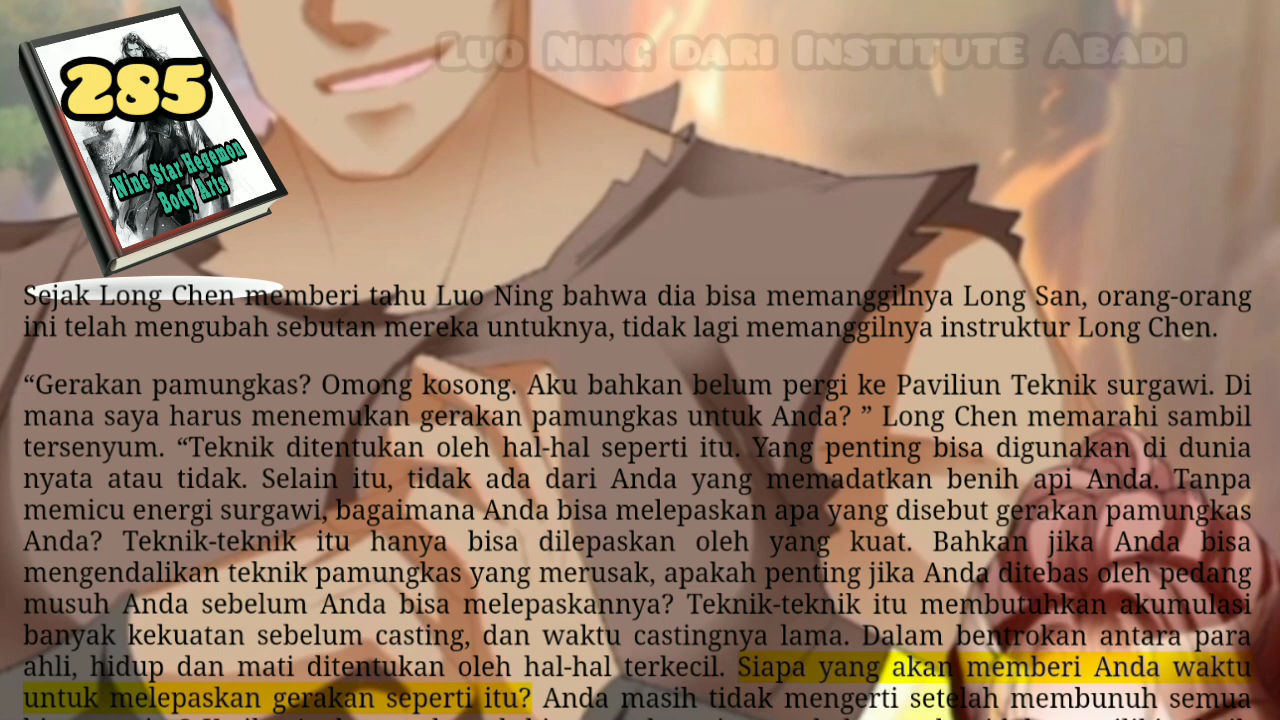 Luo Ning dari Institute Abadi
285
Nine Star Hegemon
Body Arts
Sejak Long Chen memberi tahu Luo Ning bahwa dia bisa memanggilnya Long San, orang-orang
ini telah mengubah sebutan mereka untuknya, tidak lagi memanggilnya instruktur Long Chen.
“Gerakan pamungkas? Omong kosong. Aku bahkan belum pergi ke Paviliun Teknik surgawi. Di
mana saya harus menemukan gerakan pamungkas untuk Anda? ” Long Chen memarahi sambil
tersenyum. “Teknik ditentukan oleh hal-hal seperti itu. Yang penting bisa digunakan di dunia
nyata atau tidak. Selain itu, tidak ada dari Anda yang memadatkan benih api Anda. Tanpa
memicu energi surgawi, bagaimana Anda bisa melepaskan apa yang disebut gerakan pamungkas
Anda? Teknik-teknik itu hanya bisa dilepaskan oleh yang kuat. Bahkan jika Anda bisa
mengendalikan teknik pamungkas yang merusak, apakah penting jika Anda ditebas oleh pedang
musuh Anda sebelum Anda bisa melepaskannya? Teknik-teknik itu membutuhkan akumulasi
banyak kekuatan sebelum casting, dan waktu castingnya lama. Dalam bentrokan antara para
ahli, hidup dan mati ditentukan oleh hal-hal terkecil. Siapa yang akan memberi Anda waktu
untuk melepaskan gerakan seperti itu? Anda masih tidak mengerti setelah membunuh semua